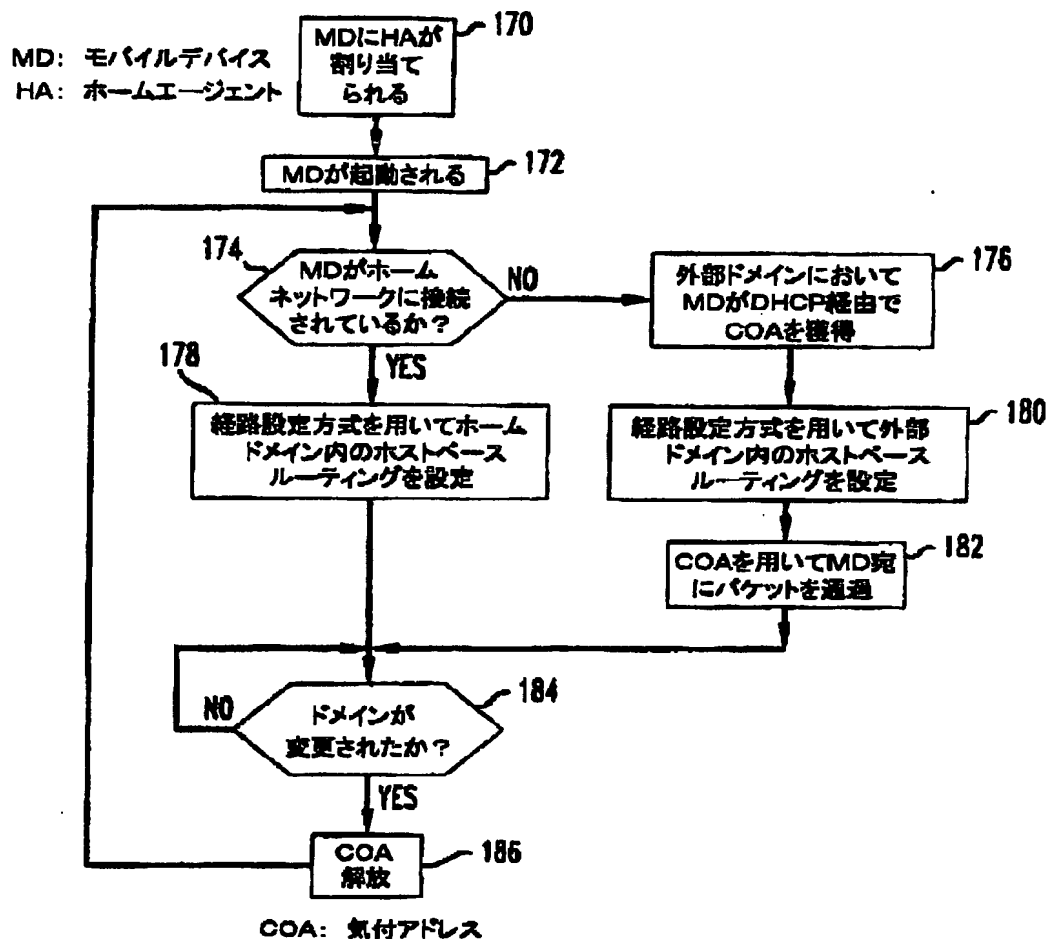 170
MDにHAが
割り当て
られる
MD: モバイルデバイス
HA: ホームエージェント
172
MDが起動される
174
MDがホーム
ネットワークに接続
されているか?
NO
176
外部ドメインにおいて
MDがDHCP経由で
COAを獲得
178
YES
経路設定方式を用いてホーム
ドメイン内のホストベース
ルーティングを設定
180
経路設定方式を用いて外部
ドメイン内のホストベース
ルーティングを設定
182
COAを用いてMD宛
にパケットを通過
184
NO
ドメインが
変更されたか?
YES
COA
解放
186
COA: 気付アドレス